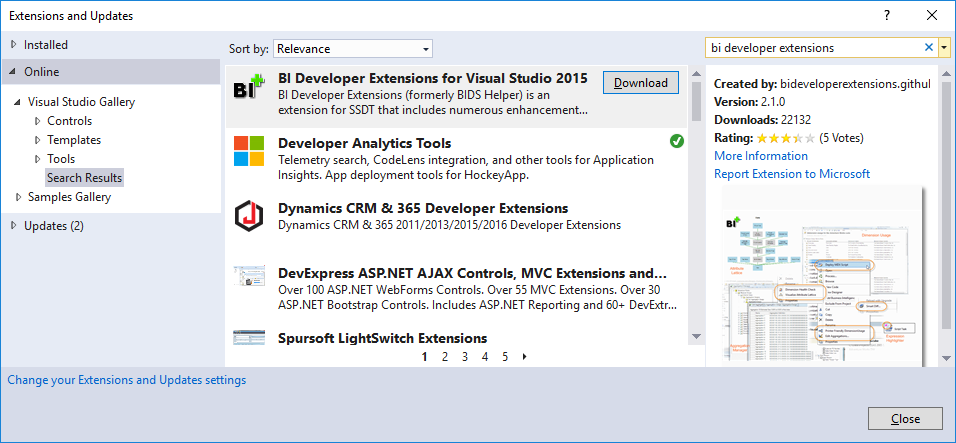 Extensions and Updates
? 
Installed
Online
Visual Studio Gallery
Controls
Templates
Tools
Search Results
Samples Gallery
Updates (2)
Sort by: Relevance
BI
BI Developer Extensions for Visual Studio 2015
BI Developer Extensions (formerly BIDS Helper) is an
extension for SSDT that includes numerous enhancement...
Download
Developer Analytics Tools
Telemetry search, CodeLens integration, and other tools for Application
Insights. App deployment tools for HockeyApp.
Dynamics CRM & 365 Developer Extensions
Dynamics CRM & 365 2011/2013/2015/2016 Developer Extensions
DevExpress ASP.NET AJAX Controls, MVC Extensions and...
Over 100 ASP.NET WebForms Controls. Over 55 MVC Extensions. Over 30
ASP.NET Bootstrap Controls. Includes ASP.NET Reporting and 60+ DevExtr...
Spursoft LightSwitch Extensions
1 2 3 4 5
bi developer extensions
Created by: bideveloperextensions.githul
Version: 2.1.0
Downloads: 22132
Rating: (5 Votes)
More Information
Report Extension to Microsoft
BI
Change your Extensions and Updates settings
Close